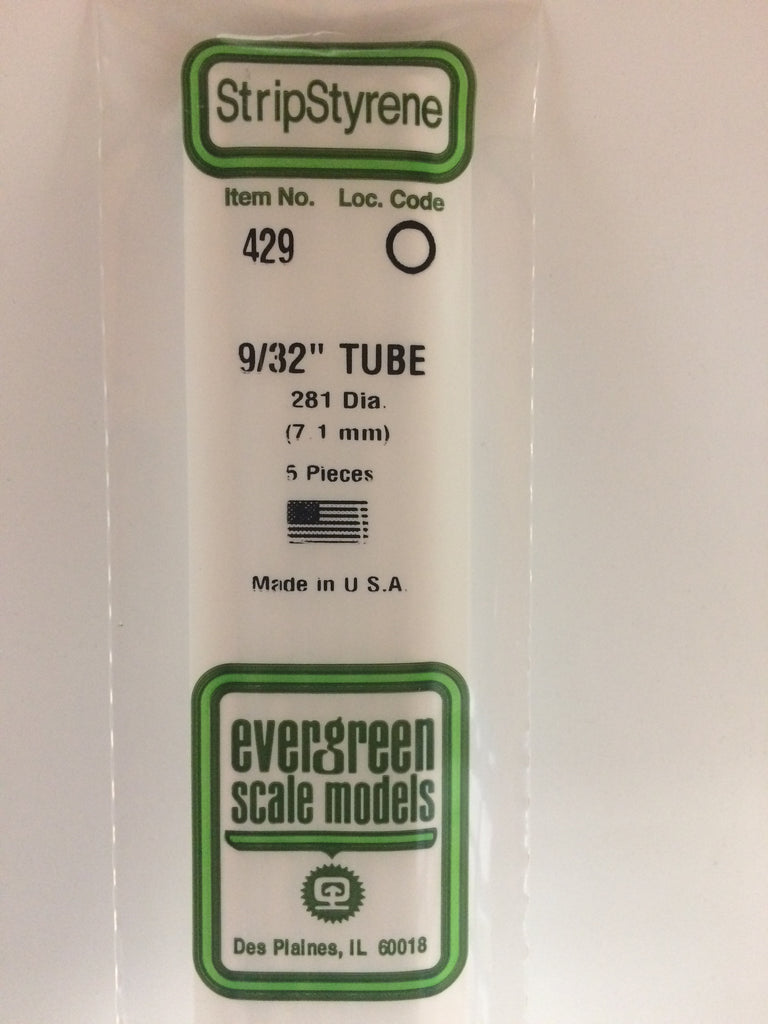 StripStyrene
Item No. Loc. Code
429
9/32" TUBE
281 Dia.
(7 1 mm)
5 Pieces
Made in U S.A.
evergreen
scale models
Des Plaines, IL 60018